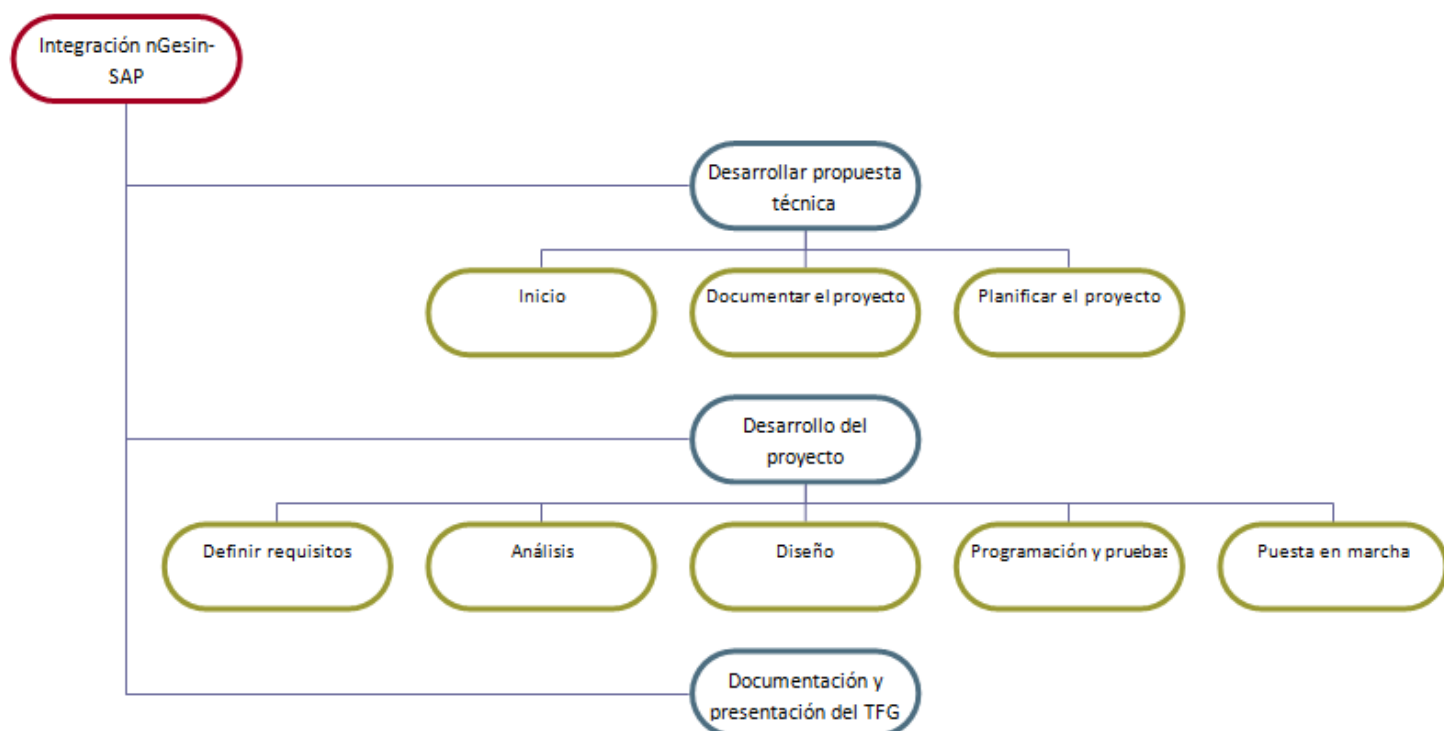 Integración nGesin-
SAP
Desarrollar propuesta
técnica
Inicio
Documentar el proyecto
Planificar el proyecto
Desarrollo del
proyecto
Definir requisitos
Análisis
Diseño
Programación y pruebas
Puesta en marcha
Documentación y
presentación del TFG